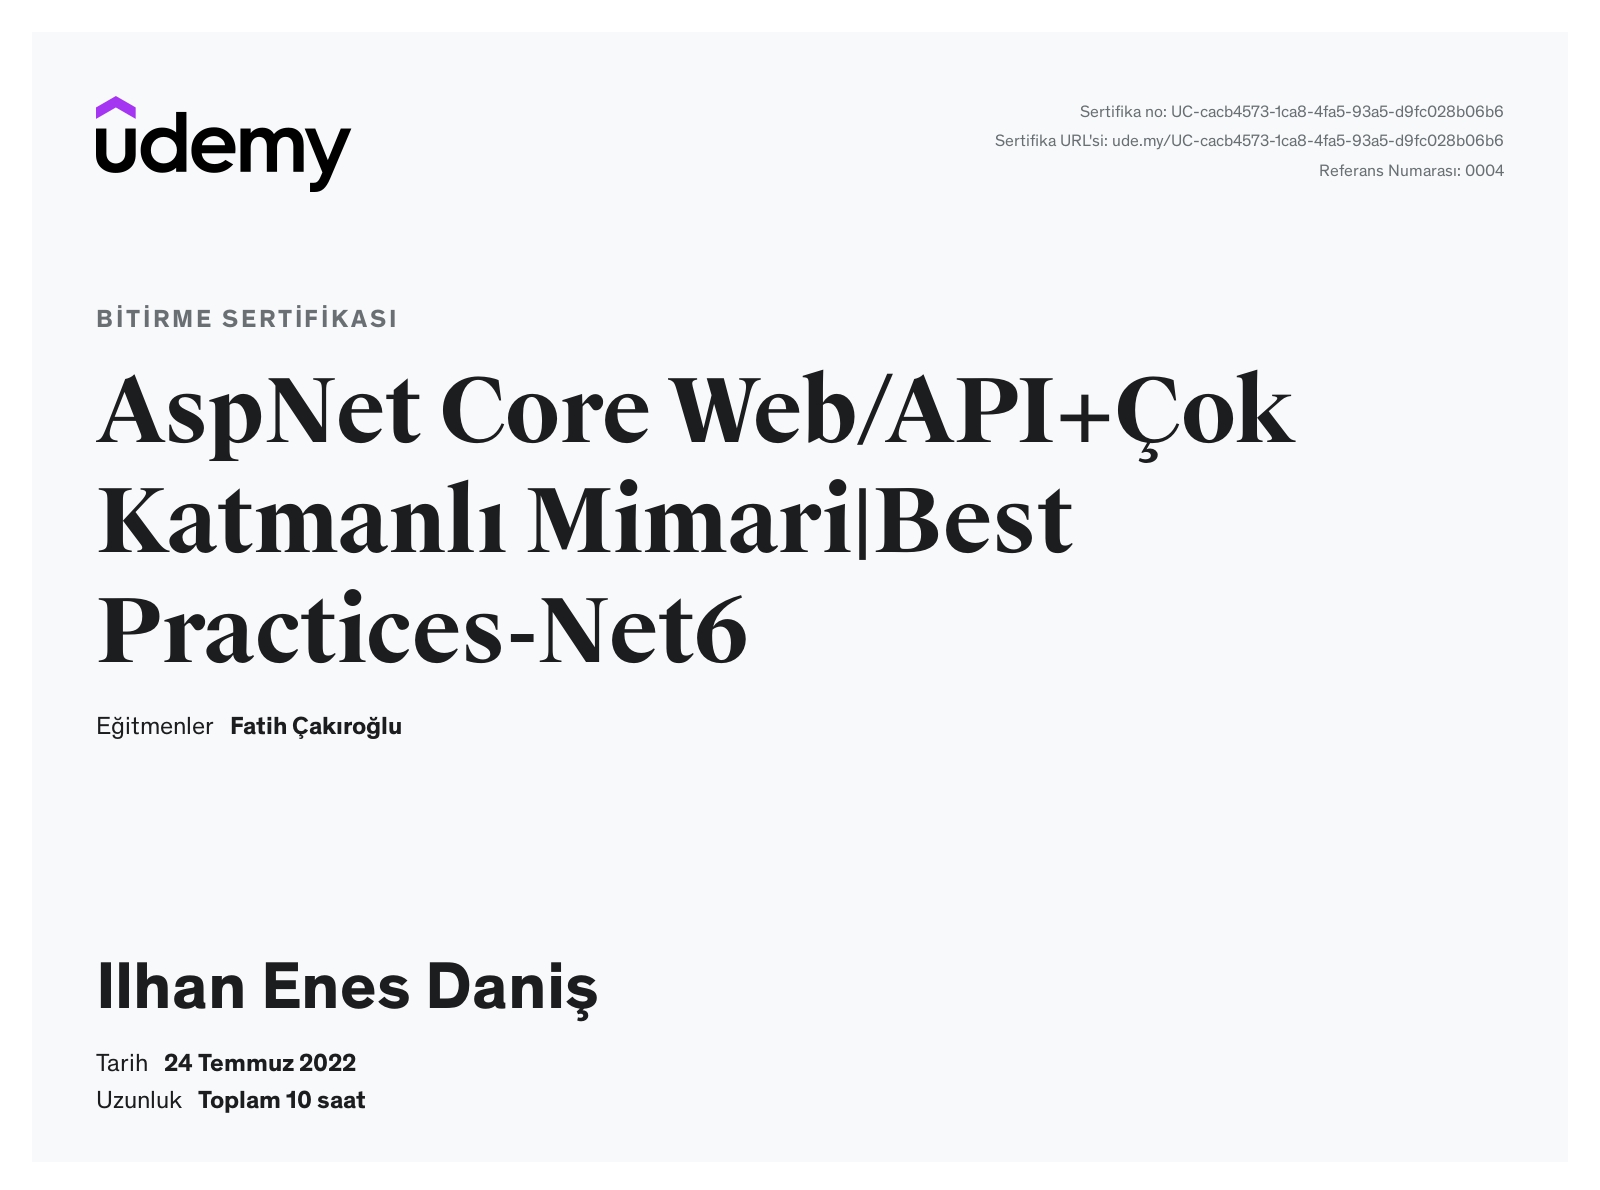 udemy
Sertifika no: UC-cacb4573-1ca8-4fa5-93a5-d9fc028b06b6
Sertifika URL'si: ude.my/UC-cacb4573-1ca8-4fa5-93a5-d9fc028b06b6
Referans Numarası: 0004
BİTİRME SERTİFİKASI
AspNet Core Web/API+Çok
Katmanlı Mimari|Best
Practices-Net6
Eğitmenler Fatih Çakıroğlu
Ilhan Enes Daniş
Tarih 24 Temmuz 2022
Uzunluk Toplam 10 saat